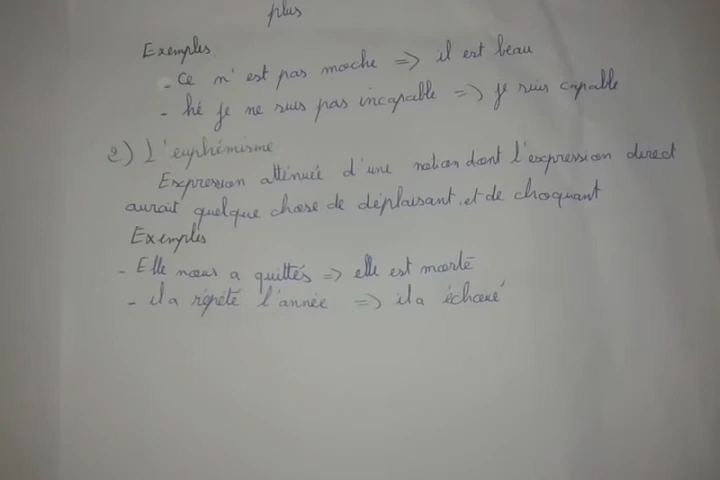 plus
Exemples
- ce n'est pas moche => il est beau
- hé je ne suis pas incapable => je suis capable
2) L'euphémisme
Expression atténuée d'une notion dont l'expression direct
aurait quelque chose de déplaisant, et de choquant
Exemples
- Elle nous a quittés => elle est morte
- il a répété l'année => il a échoué